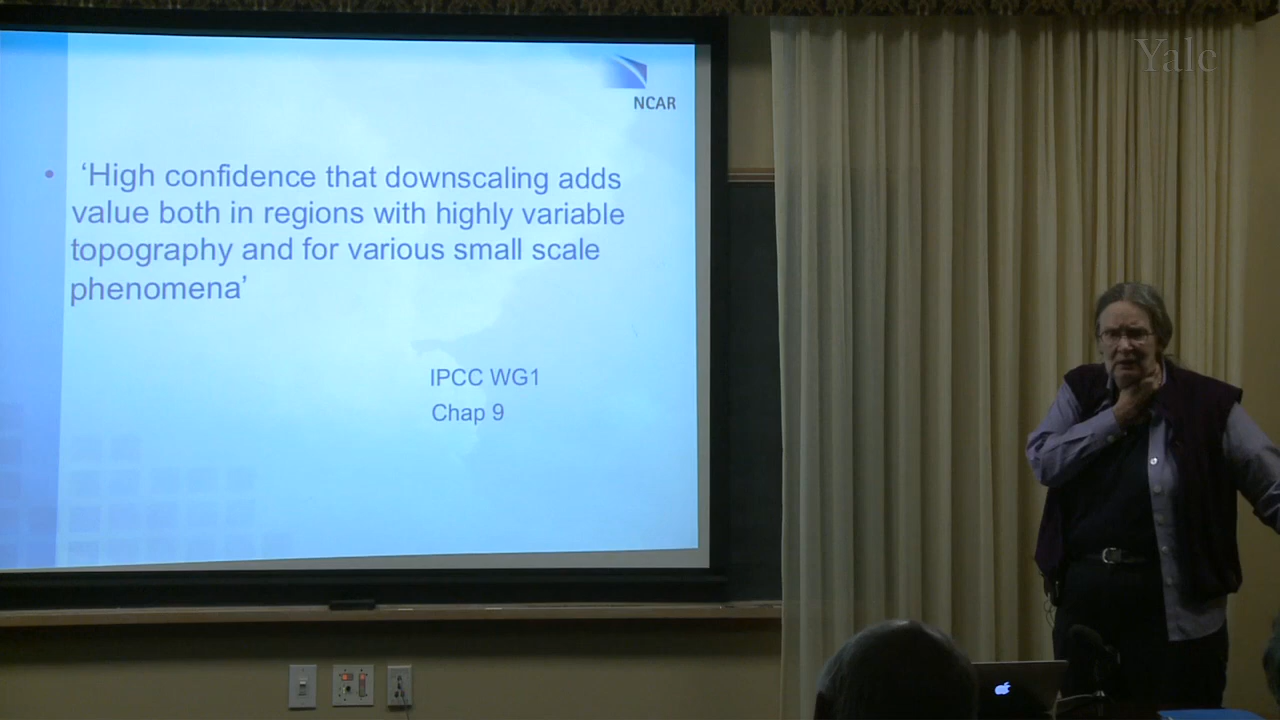 Yale
NCAR
• ‘High confidence that downscaling adds
value both in regions with highly variable
topography and for various small scale
phenomena’
IPCC WG1
Chap 9